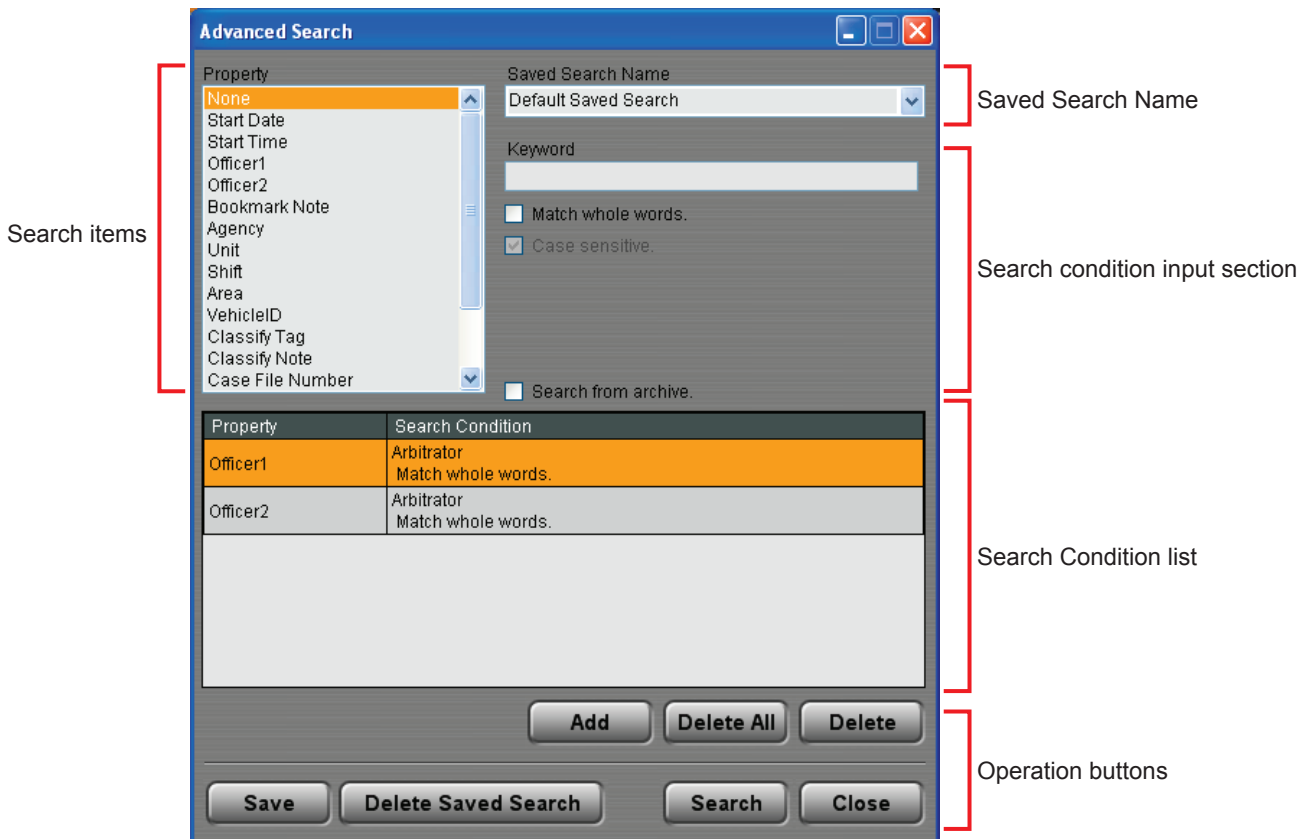 Advanced Search
Property
None
Start Date
Start Time
Officer1
Officer2
Bookmark Note
Agency
Unit
Shift
Area
VehicleID
Classify Tag
Classify Note
Case File Number
Saved Search Name
Default Saved Search
Keyword
Match whole words.
Case sensitive.
Search from archive.
Property Search Condition
Officer1 Arbitrator
Match whole words.
Officer2 Arbitrator
Match whole words.
Add Delete All Delete
Save Delete Saved Search Search Close
Search items
Saved Search Name
Search condition input section
Search Condition list
Operation buttons